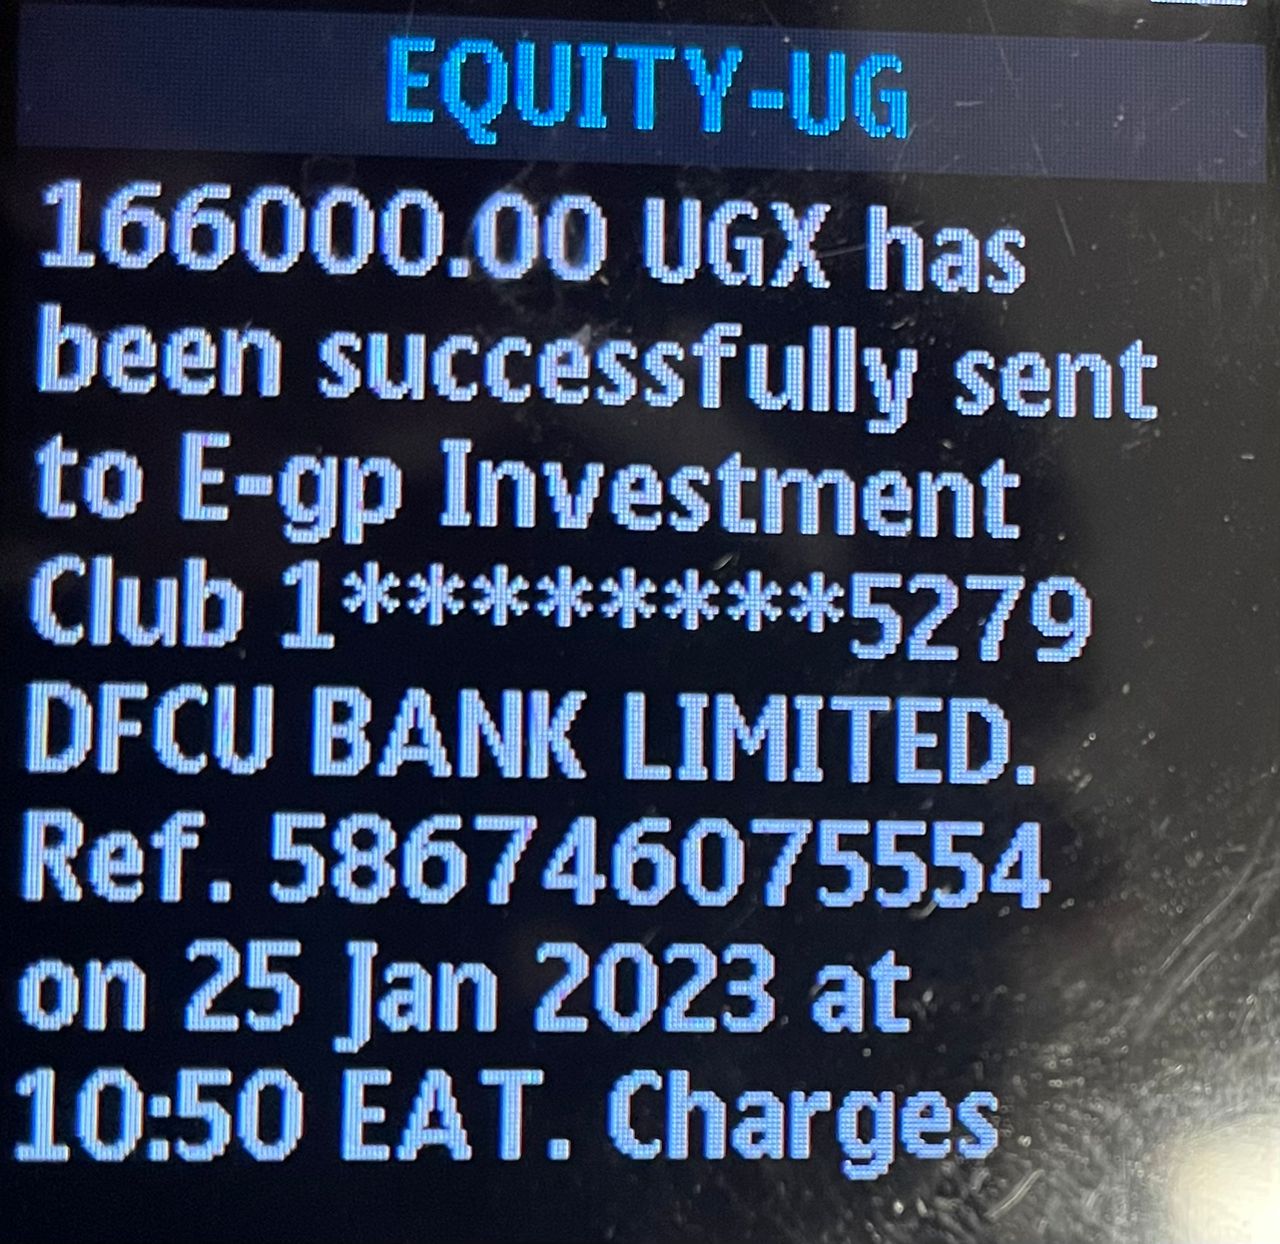 EQUITY-UG
166000.00 UGX has
been successfully sent
to E-gp Investment
Club 1********5279
DFCU BANK LIMITED.
Ref. 586746075554
on 25 Jan 2023 at
10:50 EAT. Charges